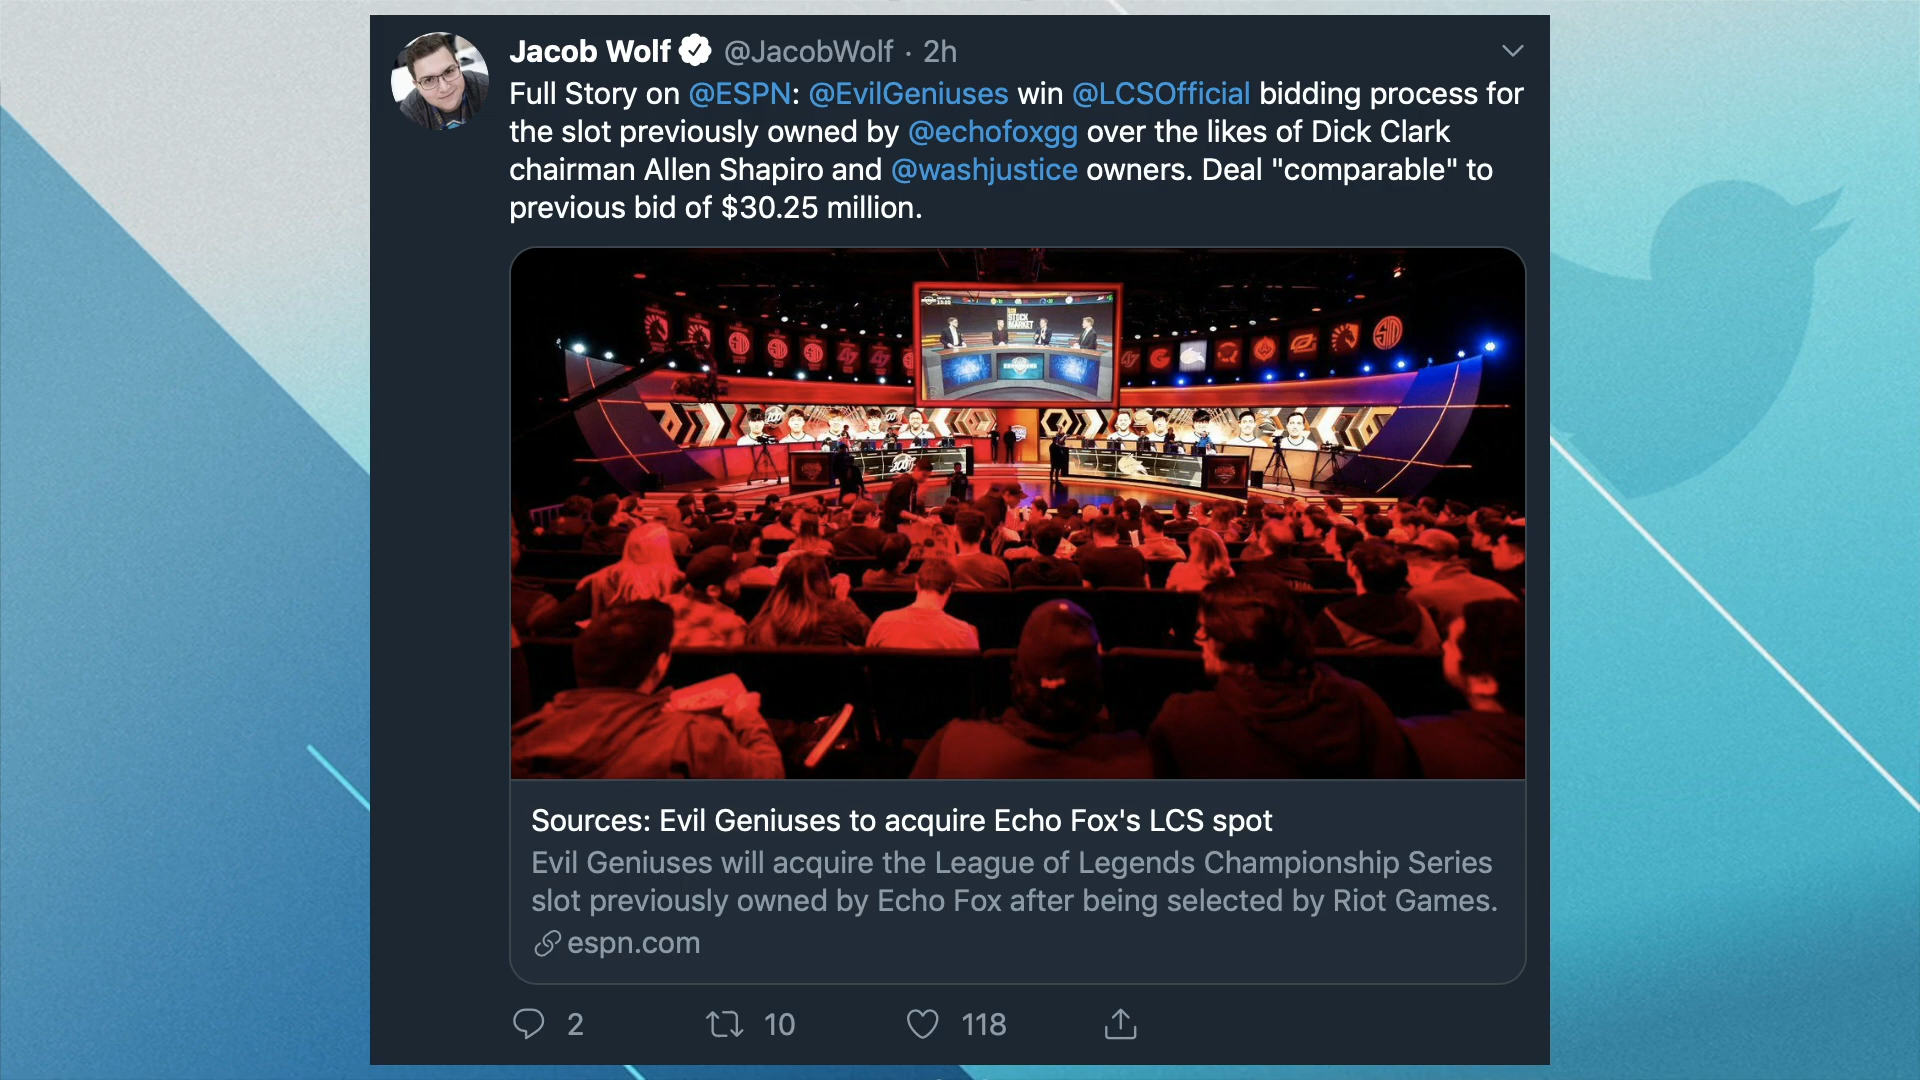 Jacob Wolf @JacobWolf · 2h
Full Story on @ESPN: @EvilGeniuses win @LCSOfficial bidding process for
the slot previously owned by @echofoxgg over the likes of Dick Clark
chairman Allen Shapiro and @washjustice owners. Deal "comparable" to
previous bid of $30.25 million.
STOCK
MARKET
Sources: Evil Geniuses to acquire Echo Fox's LCS spot
Evil Geniuses will acquire the League of Legends Championship Series
slot previously owned by Echo Fox after being selected by Riot Games.
espn.com
2 10 118